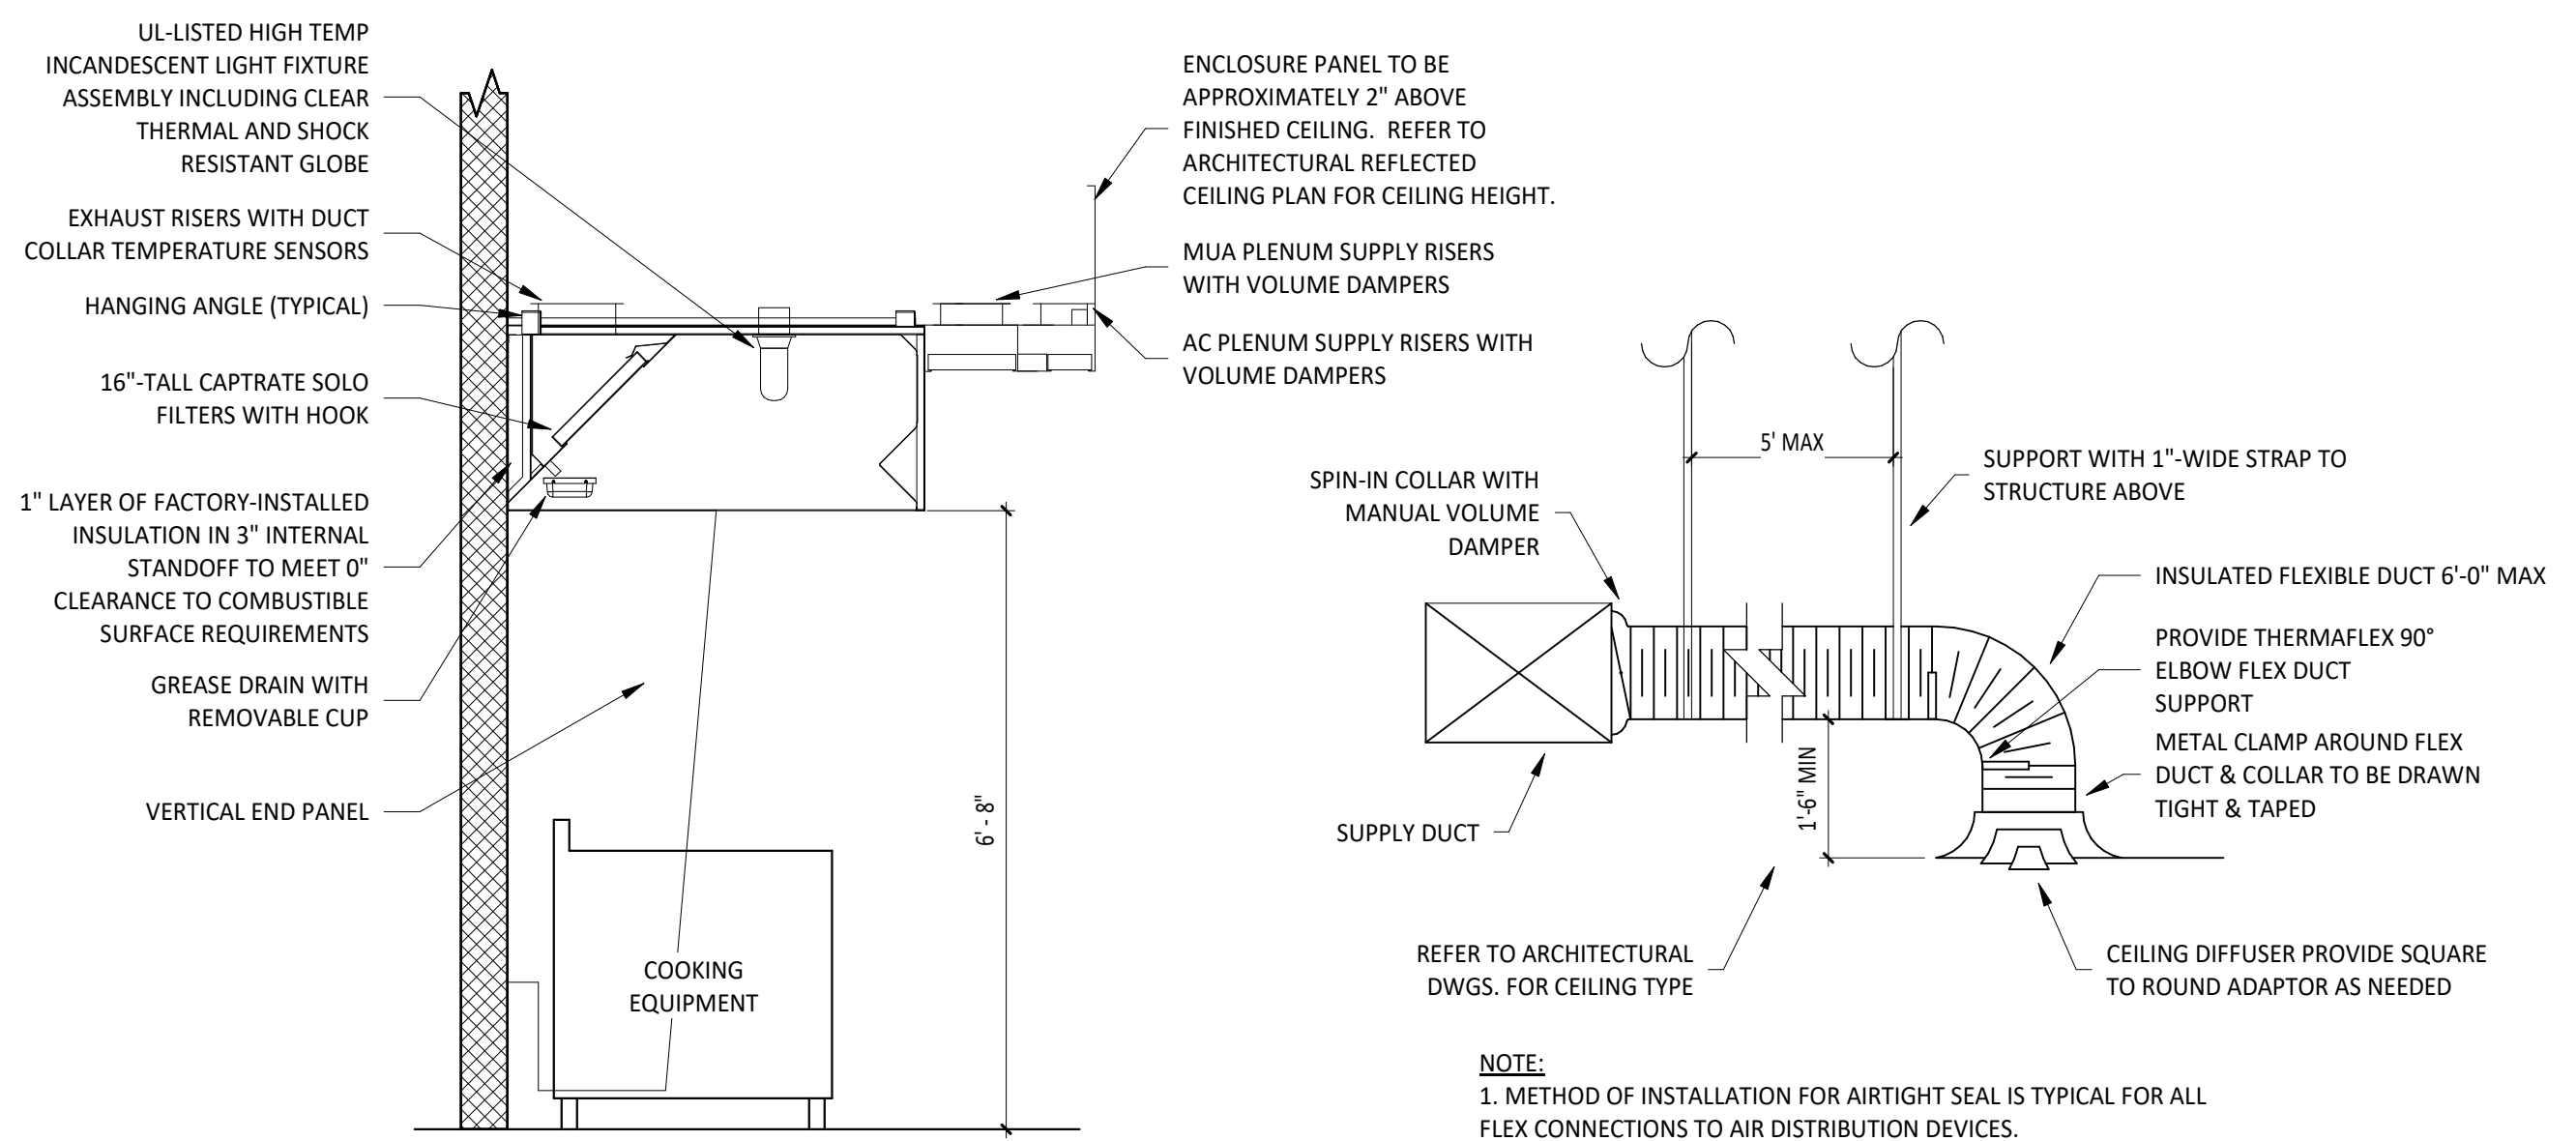 UL-LISTED HIGH TEMP
INCANDESCENT LIGHT FIXTURE
ASSEMBLY INCLUDING CLEAR
THERMAL AND SHOCK
RESISTANT GLOBE
EXHAUST RISERS WITH DUCT
COLLAR TEMPERATURE SENSORS
HANGING ANGLE (TYPICAL)
16"-TALL CAPTRATE SOLO
FILTERS WITH HOOK
1" LAYER OF FACTORY-INSTALLED
INSULATION IN 3" INTERNAL
STANDOFF TO MEET 0"
CLEARANCE TO COMBUSTIBLE
SURFACE REQUIREMENTS
GREASE DRAIN WITH
REMOVABLE CUP
VERTICAL END PANEL
COOKING
EQUIPMENT
6' - 8"
ENCLOSURE PANEL TO BE
APPROXIMATELY 2" ABOVE
FINISHED CEILING. REFER TO
ARCHITECTURAL REFLECTED
CEILING PLAN FOR CEILING HEIGHT.
MUA PLENUM SUPPLY RISERS
WITH VOLUME DAMPERS
AC PLENUM SUPPLY RISERS WITH
VOLUME DAMPERS
5' MAX
SPIN-IN COLLAR WITH
MANUAL VOLUME
DAMPER
SUPPORT WITH 1"-WIDE STRAP TO
STRUCTURE ABOVE
INSULATED FLEXIBLE DUCT 6'-0" MAX
PROVIDE THERMAFLEX 90°
ELBOW FLEX DUCT
SUPPORT
METAL CLAMP AROUND FLEX
DUCT & COLLAR TO BE DRAWN
TIGHT & TAPED
1'-6" MIN
SUPPLY DUCT
REFER TO ARCHITECTURAL
DWGS. FOR CEILING TYPE
CEILING DIFFUSER PROVIDE SQUARE
TO ROUND ADAPTOR AS NEEDED
NOTE:
1. METHOD OF INSTALLATION FOR AIRTIGHT SEAL IS TYPICAL FOR ALL
FLEX CONNECTIONS TO AIR DISTRIBUTION DEVICES.